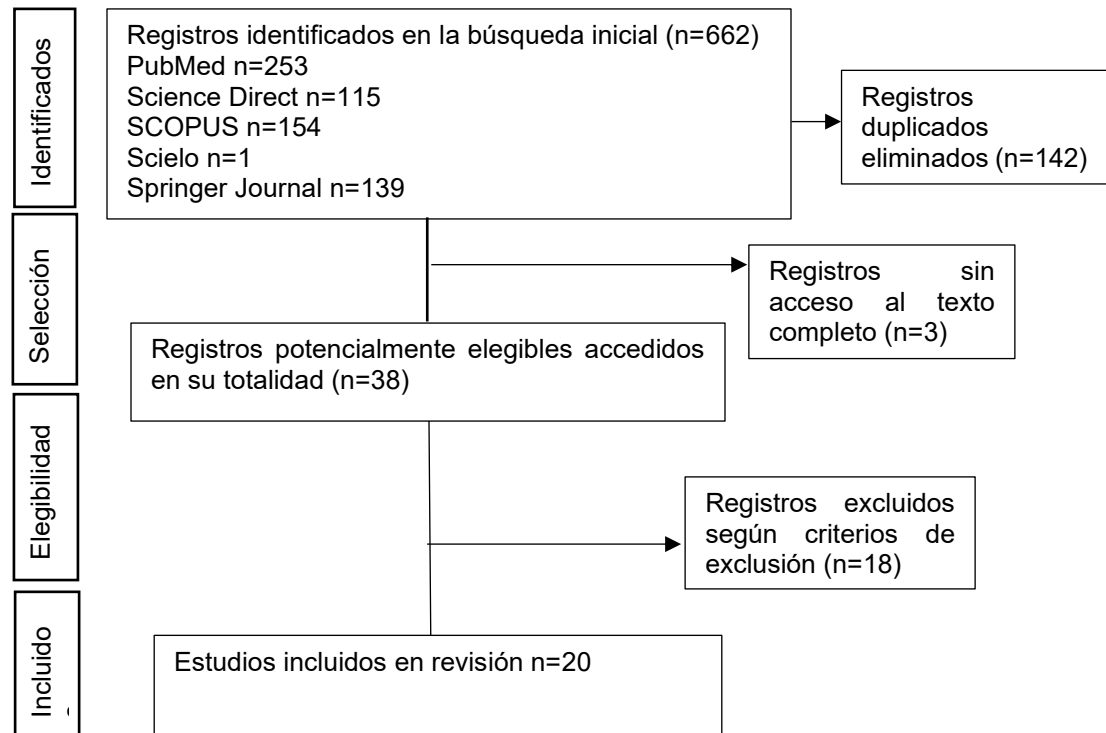 Identificados
Registros identificados en la búsqueda inicial (n=662)
PubMed n=253
Science Direct n=115
SCOPUS n=154
Scielo n=1
Springer Journal n=139
Registros
duplicados
eliminados (n=142)
Selección
Registros sin
acceso al texto
completo (n=3)
Registros potencialmente elegibles accedidos
en su totalidad (n=38)
Elegibilidad
Registros excluidos
según criterios de
exclusión (n=18)
Incluido
Estudios incluidos en revisión n=20